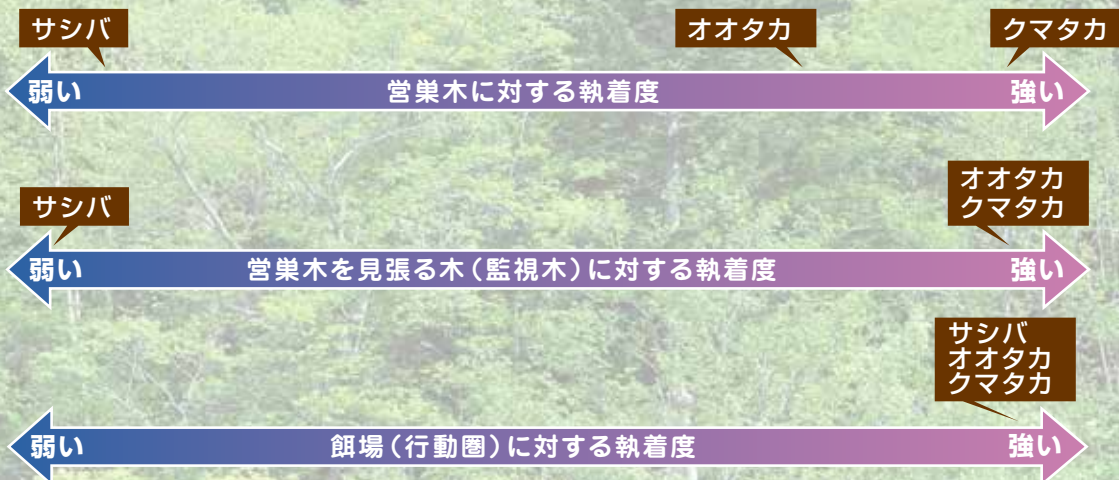 サシバ
オオタカ
クマタカ
弱い
営巣木に対する執着度
強い
サシバ
オオタカ
クマタカ
弱い
営巣木を見張る木(監視木)に対する執着度
強い
サシバ
オオタカ
クマタカ
弱い
餌場(行動圏)に対する執着度
強い